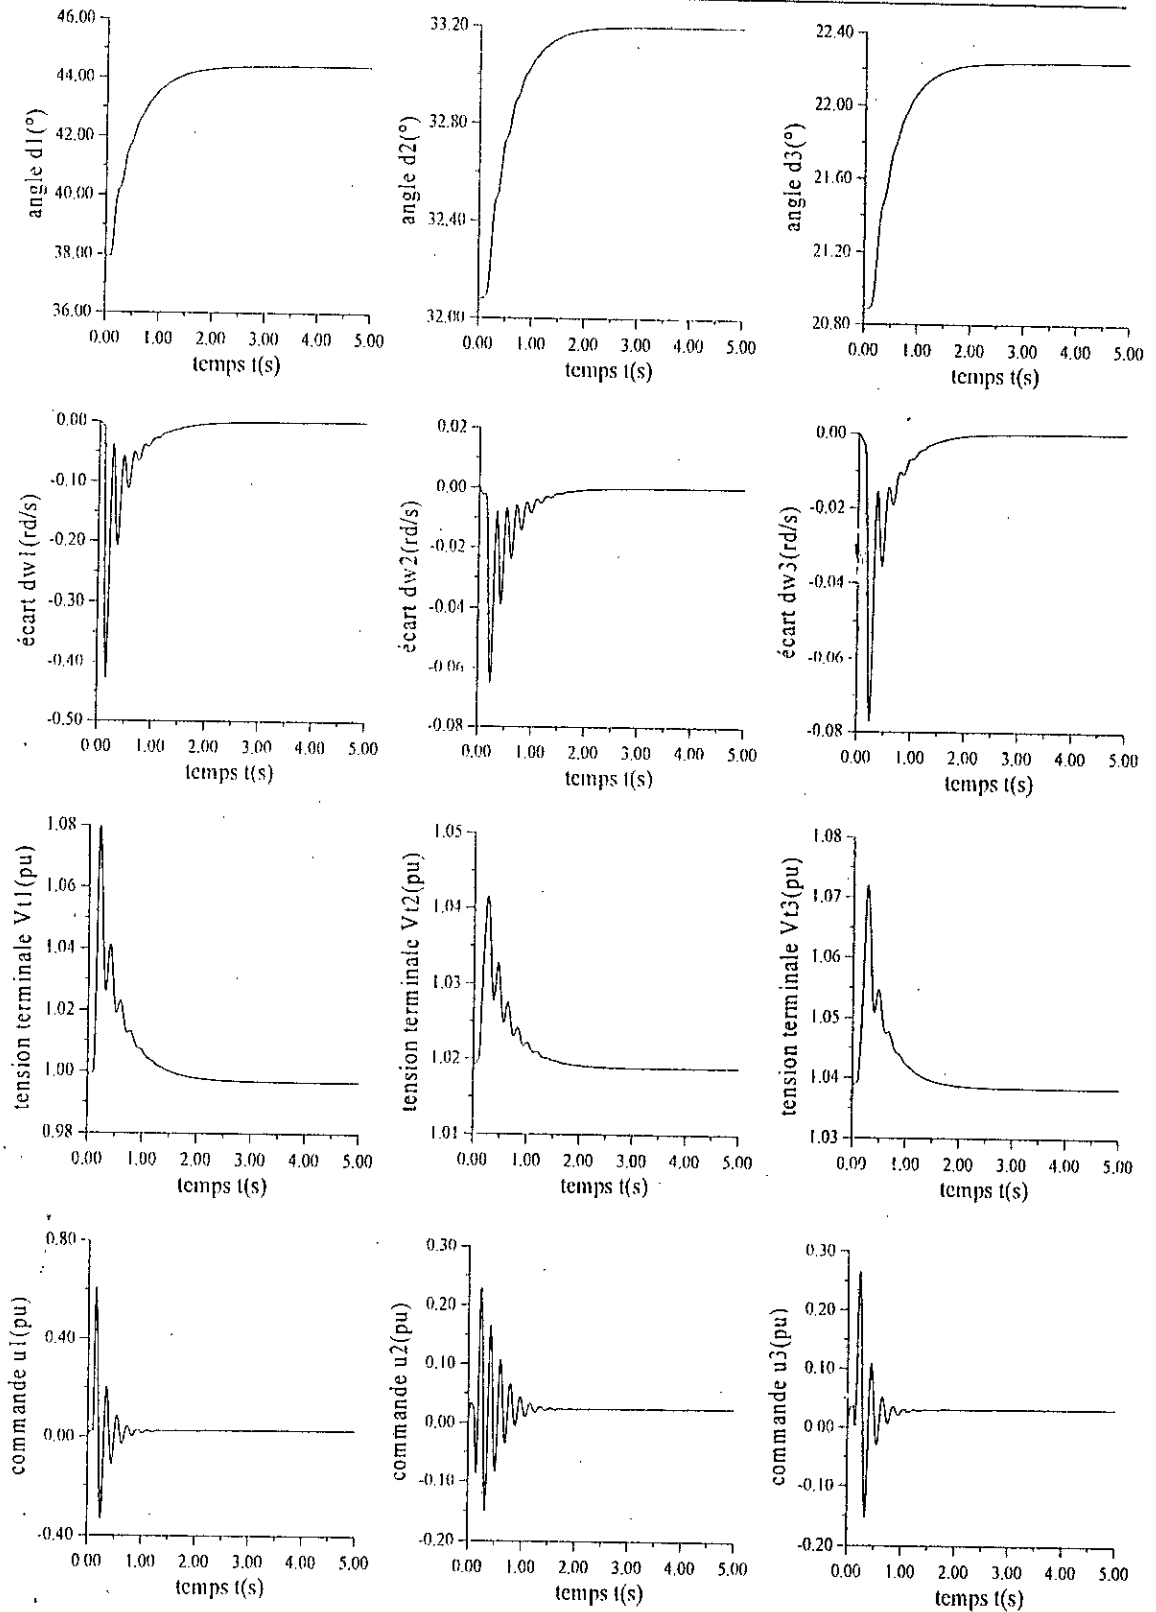 angle d1(°)
46.00
44.00
42.00
40.00
38.00
36.00
0.00 1.00 2.00 3.00 4.00 5.00
temps t(s)
angle d2(°)
33.20
32.80
32.40
32.00
0.00 1.00 2.00 3.00 4.00 5.00
temps t(s)
angle d3(°)
22.40
22.00
21.60
21.20
20.80
0.00 1.00 2.00 3.00 4.00 5.00
temps t(s)
écart dw1(rd/s)
0.00
-0.10
-0.20
-0.30
-0.40
-0.50
0.00 1.00 2.00 3.00 4.00 5.00
temps t(s)
écart dw2(rd/s)
0.02
0.00
-0.02
-0.04
-0.06
-0.08
0.00 1.00 2.00 3.00 4.00 5.00
temps t(s)
écart dw3(rd/s)
0.00
-0.02
-0.04
-0.06
-0.08
0.00 1.00 2.00 3.00 4.00 5.00
temps t(s)
tension terminale Vt1(pu)
1.08
1.06
1.04
1.02
1.00
0.98
0.00 1.00 2.00 3.00 4.00 5.00
temps t(s)
tension terminale Vt2(pu)
1.05
1.04
1.03
1.02
1.01
0.00 1.00 2.00 3.00 4.00 5.00
temps t(s)
tension terminale Vt3(pu)
1.08
1.07
1.06
1.05
1.04
1.03
0.00 1.00 2.00 3.00 4.00 5.00
temps t(s)
commande u1(pu)
0.80
0.40
0.00
-0.40
0.00 1.00 2.00 3.00 4.00 5.00
temps t(s)
commande u2(pu)
0.30
0.20
0.10
0.00
-0.10
-0.20
0.00 1.00 2.00 3.00 4.00 5.00
temps t(s)
commande u3(pu)
0.30
0.20
0.10
0.00
-0.10
-0.20
0.00 1.00 2.00 3.00 4.00 5.00
temps t(s)